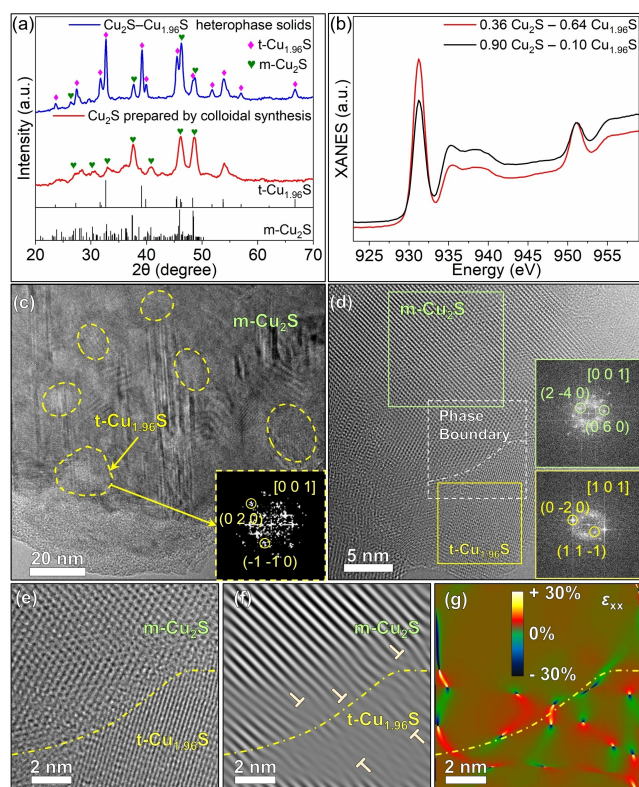 (a)
Cu₂S–Cu₁.₉₆S
heterophase solids
t-Cu₁.₉₆S
m-Cu₂S
Cu₂S prepared by colloidal synthesis
t-Cu₁.₉₆S
m-Cu₂S
Intensity (a.u.)
20 30 40 50 60 70
2θ (degree)
(b)
0.36 Cu₂S – 0.64 Cu₁.₉₆S
0.90 Cu₂S – 0.10 Cu₁.₉₆S
XANES (a.u.)
925 930 935 940 945 950 955
Energy (eV)
(c)
m-Cu₂S
t-Cu₁.₉₆S
[0 0 1]
(0 2 0)
(-1 -1 0)
20 nm
(d)
m-Cu₂S
Phase
Boundary
t-Cu₁.₉₆S
[0 0 1]
(2 -4 0)
(0 6 0)
[1 0 1]
(0 -2 0)
(1 1 -1)
5 nm
(e)
m-Cu₂S
t-Cu₁.₉₆S
2 nm
(f)
m-Cu₂S
t-Cu₁.₉₆S
2 nm
(g)
+ 30%
εxx
0%
- 30%
2 nm